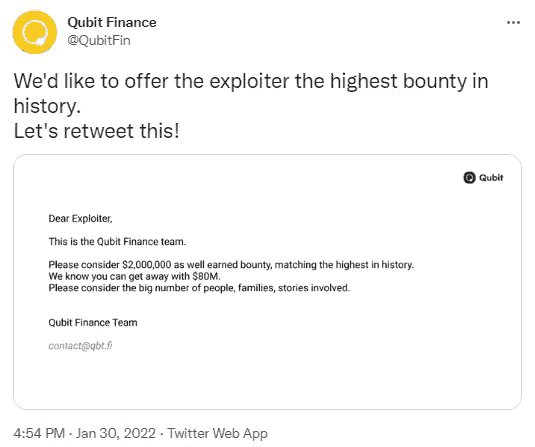 Qubit Finance
@QubitFin
We'd like to offer the exploiter the highest bounty in
history.
Let's retweet this!
Qubit
Dear Exploiter,
This is the Qubit Finance team.
Please consider $2,000,000 as well earned bounty, matching the highest in history.
We know you can get away with $80M.
Please consider the big number of people, families, stories involved.
Qubit Finance Team
contact@qbt.fi
4:54 PM · Jan 30, 2022 · Twitter Web App